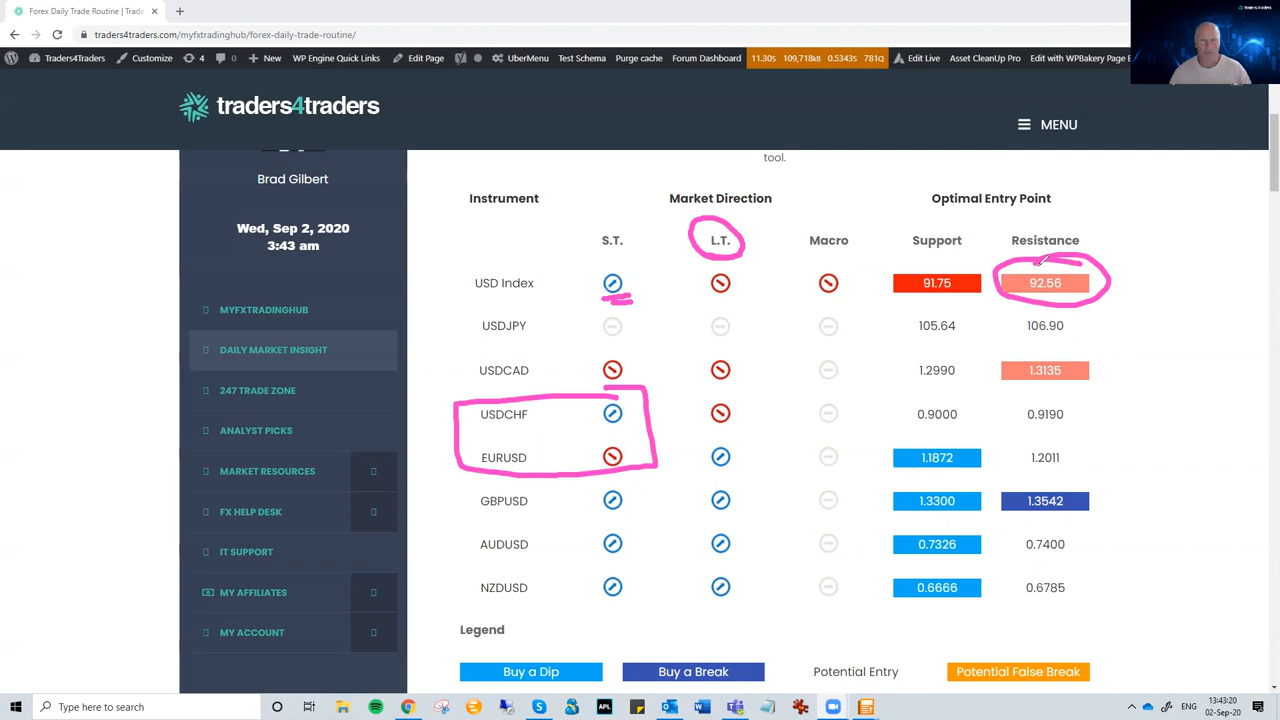 Forex Daily Trade Routine | Trade
traders4traders.com/myfxtradinghub/forex-daily-trade-routine/
Traders4Traders Customize 4 0 New WP Engine Quick Links Edit Page UberMenu Test Schema Purge cache Forum Dashboard 11.30S 109,718KB 0.5343S 781Q Edit Live Asset CleanUp Pro Edit with WPBakery Page
traders4traders
MENU
tool.
Brad Gilbert
Wed, Sep 2, 2020
3:43 am
MYFXTRADINGHUB
DAILY MARKET INSIGHT
247 TRADE ZONE
ANALYST PICKS
MARKET RESOURCES
FX HELP DESK
IT SUPPORT
MY AFFILIATES
MY ACCOUNT
Instrument Market Direction Optimal Entry Point
S.T. L.T. Macro Support Resistance
USD Index 91.75 92.56
USDJPY 105.64 106.90
USDCAD 1.2990 1.3135
USDCHF 0.9000 0.9190
EURUSD 1.1872 1.2011
GBPUSD 1.3300 1.3542
AUDUSD 0.7326 0.7400
NZDUSD 0.6666 0.6785
Legend
Buy a Dip Buy a Break Potential Entry Potential False Break
Type here to search
APL
ENG
13:43:20
02-Sep-20